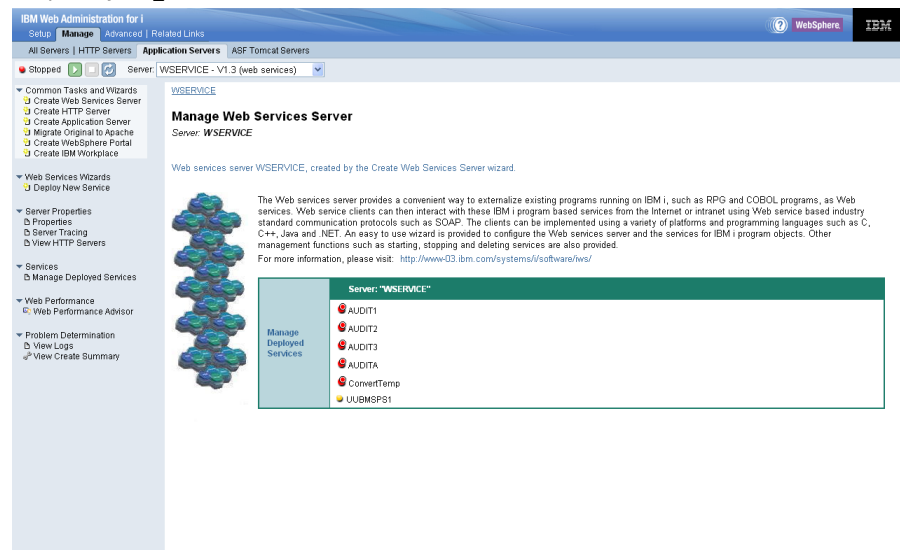 IBM Web Administration for i
Setup Manage Advanced | Related Links
WebSphere.
IBM
All Servers | HTTP Servers Application Servers ASF Tomcat Servers
Stopped Server: WSERVICE - V1.3 (web services)
Common Tasks and Wizards
Create Web Services Server
Create HTTP Server
Create Application Server
Migrate Original to Apache
Create WebSphere Portal
Create IBM Workplace
Web Services Wizards
Deploy New Service
Server Properties
Properties
Server Tracing
View HTTP Servers
Services
Manage Deployed Services
Web Performance
Web Performance Advisor
Problem Determination
View Logs
View Create Summary
WSERVICE
Manage Web Services Server
Server: WSERVICE
Web services server WSERVICE, created by the Create Web Services Server wizard.
The Web services server provides a convenient way to externalize existing programs running on IBM i, such as RPG and COBOL programs, as Web
services. Web service clients can then interact with these IBM i program based services from the Internet or intranet using Web service based industry
standard communication protocols such as SOAP. The clients can be implemented using a variety of platforms and programming languages such as C,
C++, Java and .NET. An easy to use wizard is provided to configure the Web services server and the services for IBM i program objects. Other
management functions such as starting, stopping and deleting services are also provided.
For more information, please visit: http://www-03.ibm.com/systems/i/software/iws/
Server: "WSERVICE"
Manage
Deployed
Services
AUDIT1
AUDIT2
AUDIT3
AUDITA
ConvertTemp
UUBMSPS1